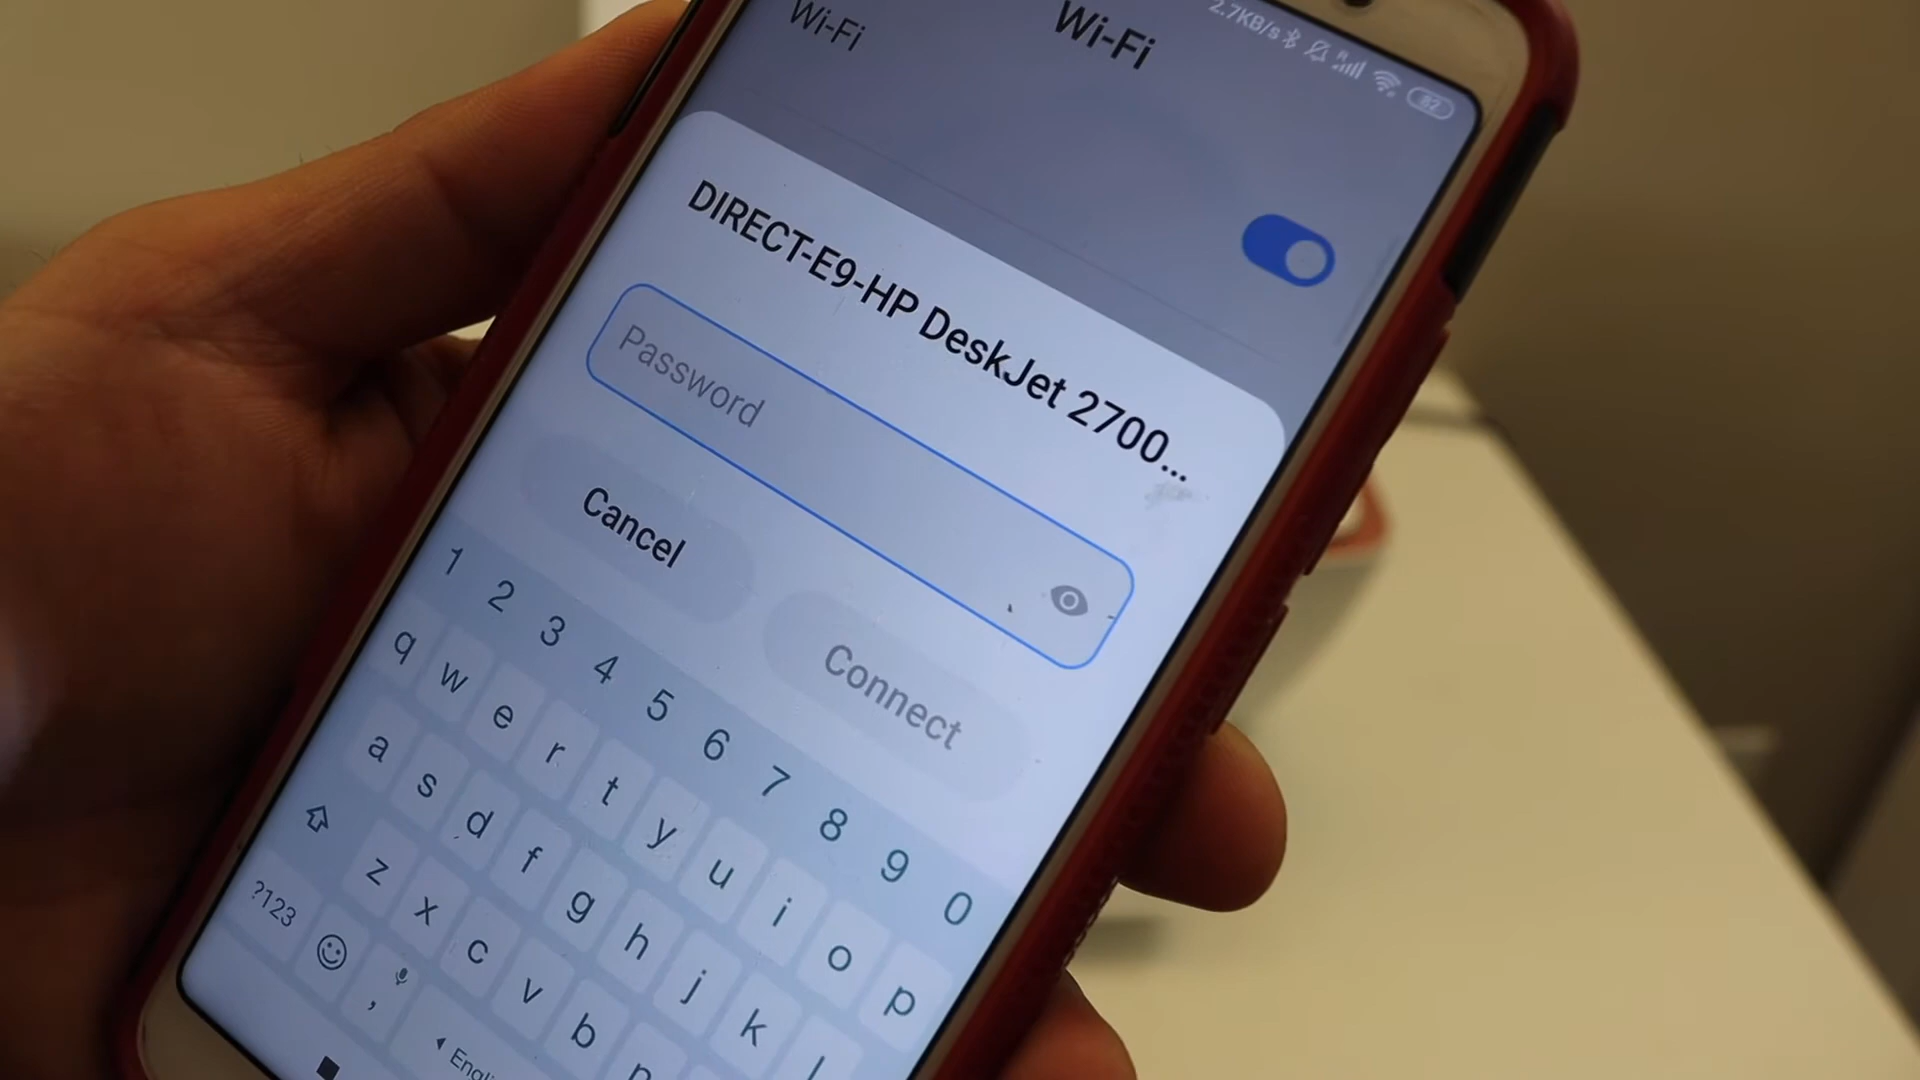 2.7KB/s R 82
Wi-Fi
Wi-Fi
DIRECT-E9-HP DeskJet 2700...
Password
Cancel
Connect
1 2 3 4 5 6 7 8 9 0
q w e r t y u i o p
a s d f g h j k l
z x c v b
?123 ,